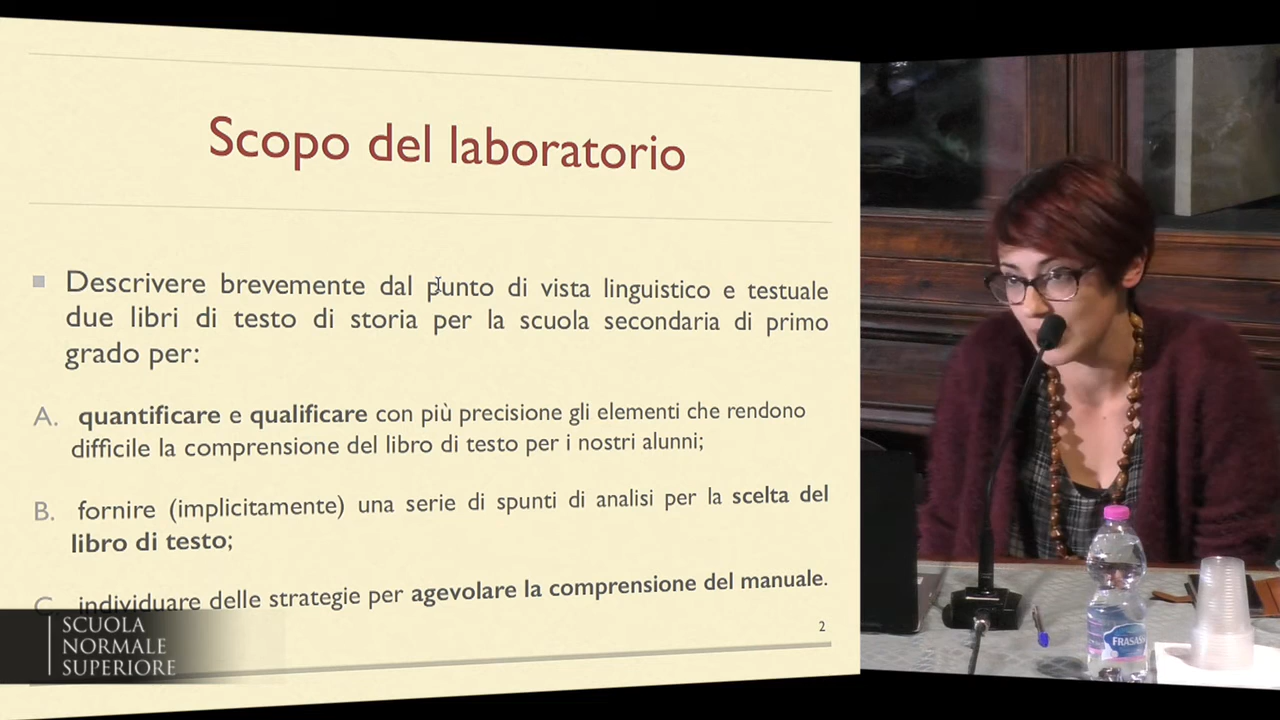 Scopo del laboratorio
Descrivere brevemente dal punto di vista linguistico e testuale
due libri di testo di storia per la scuola secondaria di primo
grado per:
A. quantificare e qualificare con più precisione gli elementi che rendono
difficile la comprensione del libro di testo per i nostri alunni;
B. fornire (implicitamente) una serie di spunti di analisi per la scelta del
libro di testo;
C. individuare delle strategie per agevolare la comprensione del manuale.
2
SCUOLA
NORMALE
SUPERIORE
FRASASSI